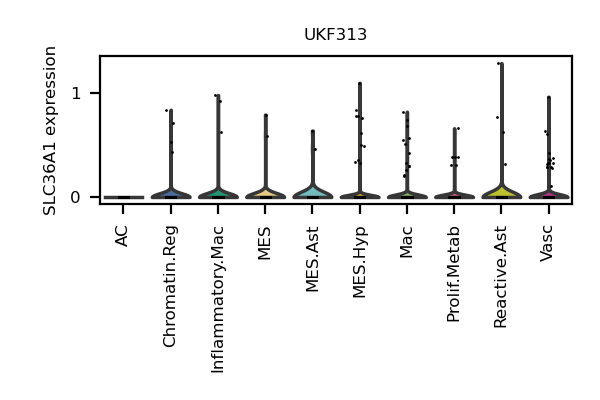 UKF313
SLC36A1 expression
1
0
AC
Chromatin.Reg
Inflammatory.Mac
MES
MES.Ast
MES.Hyp
Mac
Prolif.Metab
Reactive.Ast
Vasc